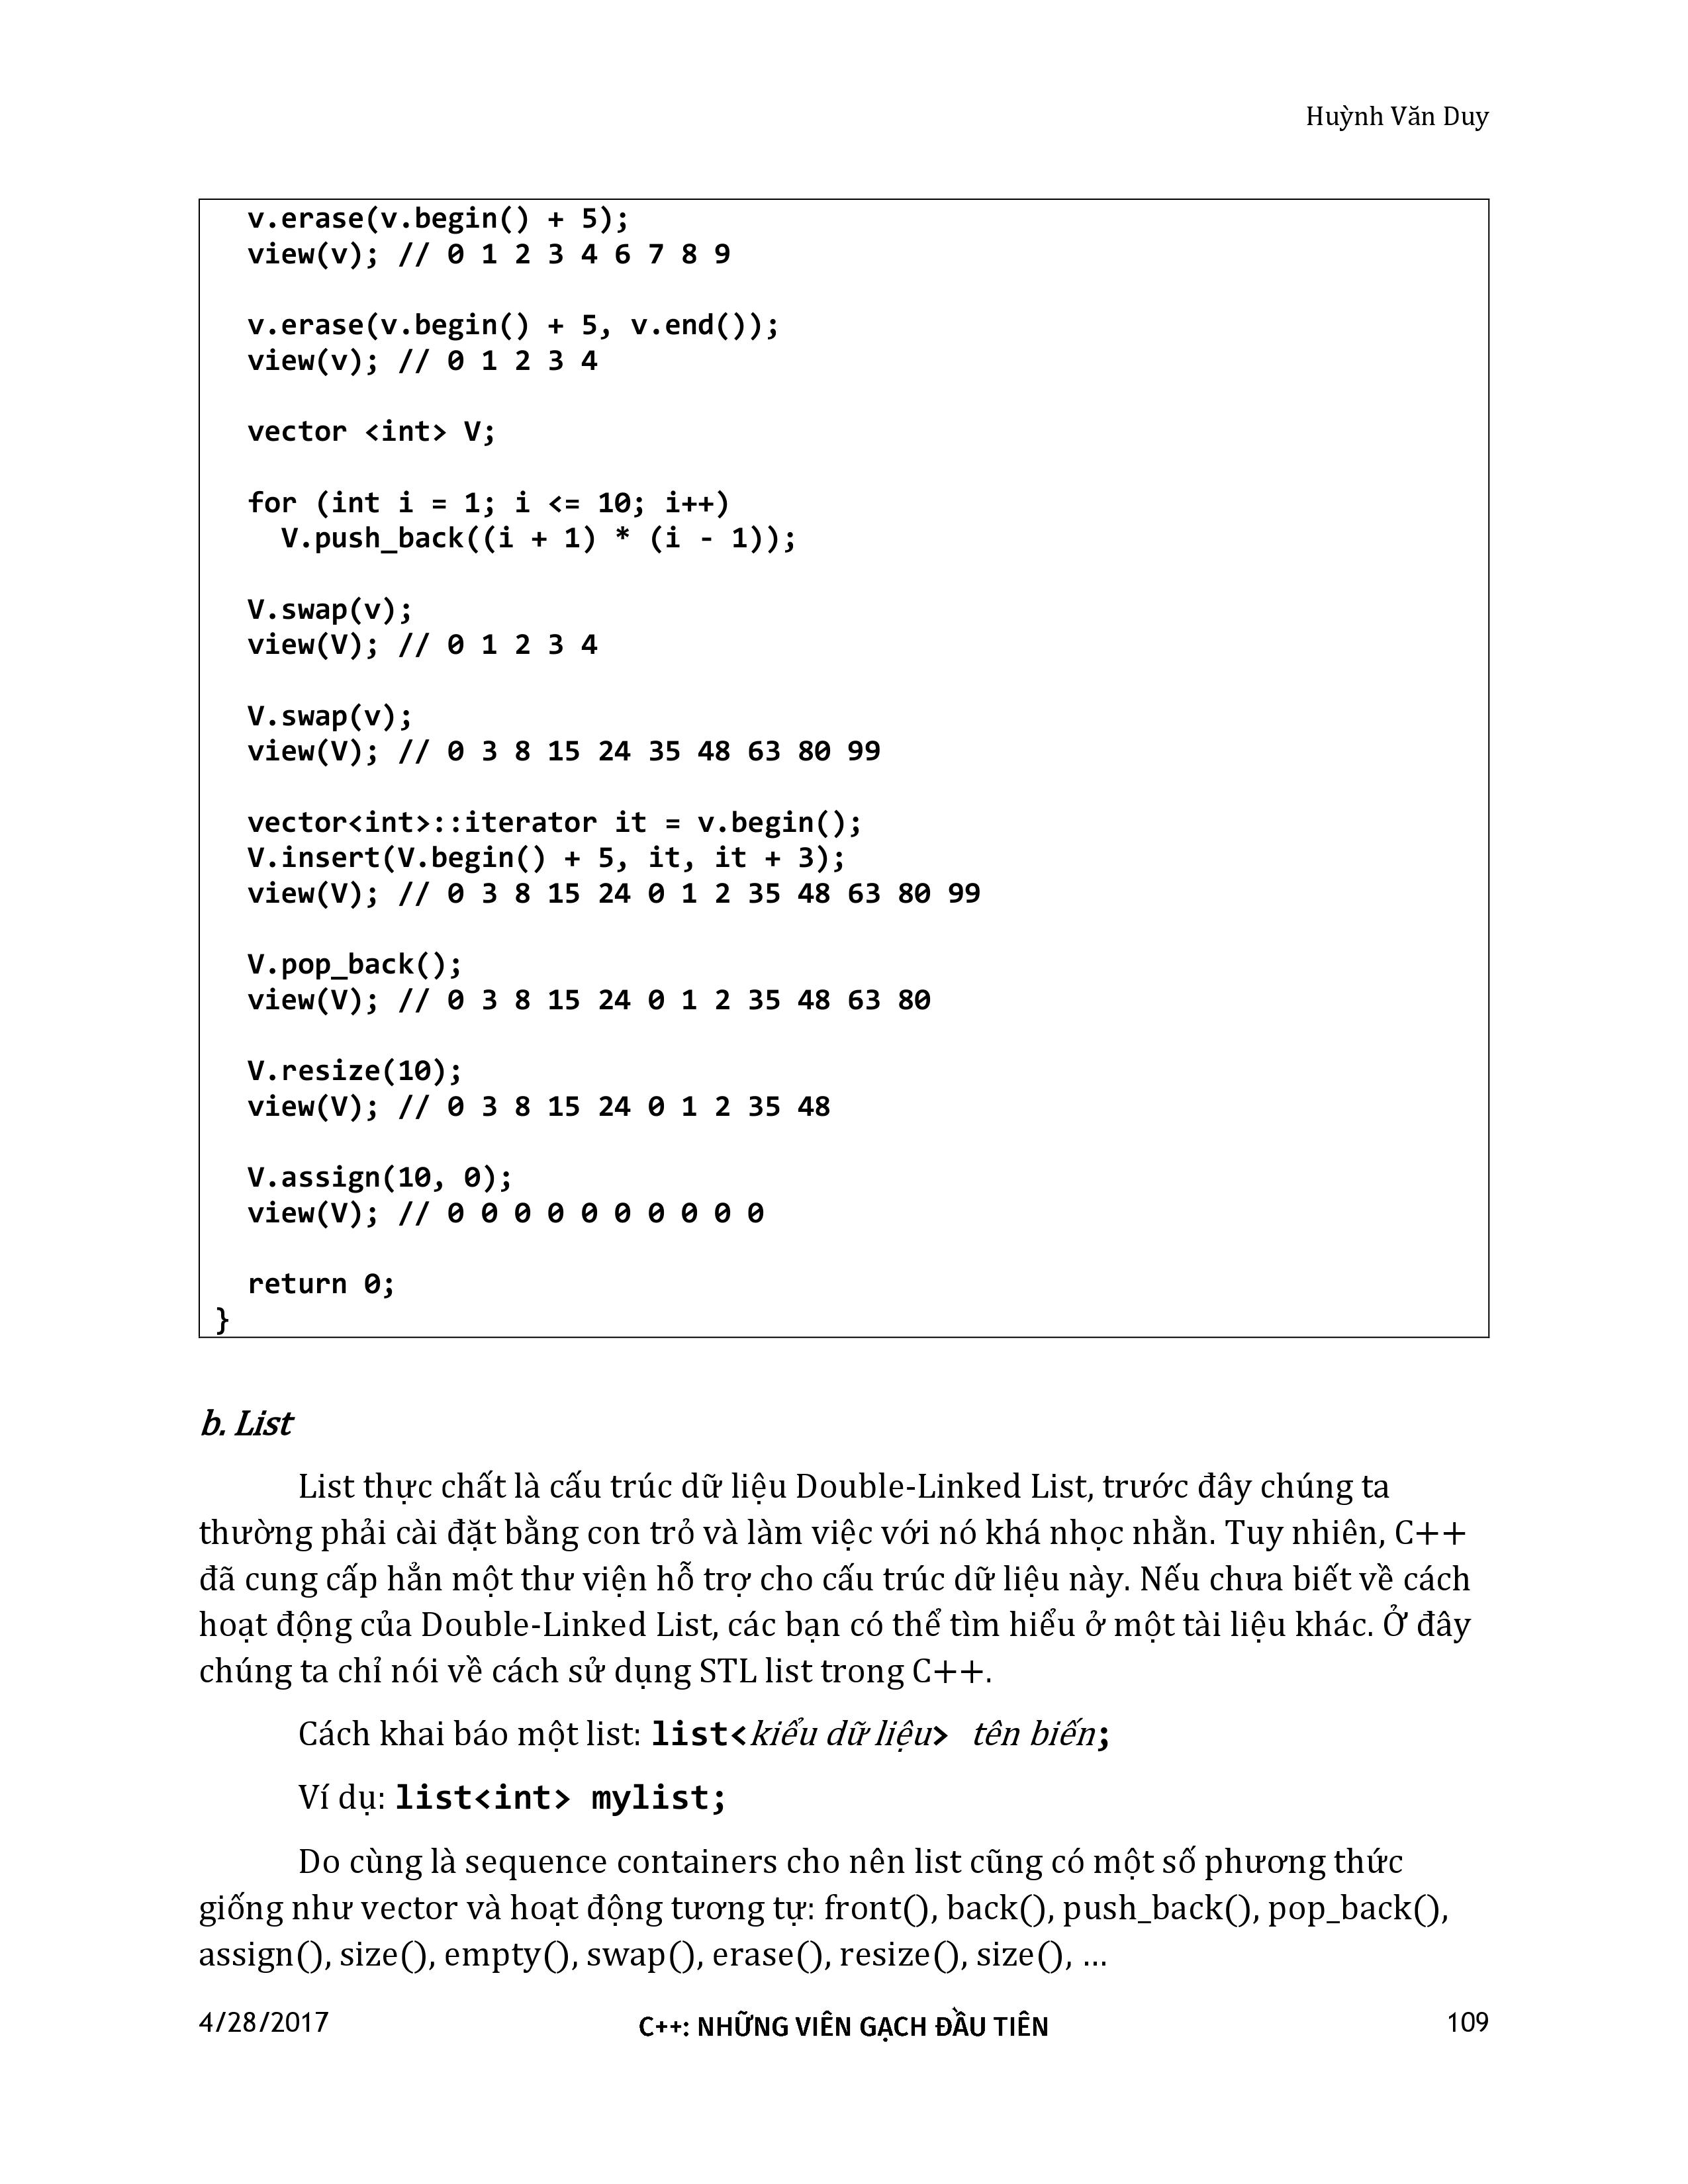 Huỳnh Văn Duy
v.erase(v.begin() + 5);
view(v); // 0 1 2 3 4 6 7 8 9
v.erase(v.begin() + 5, v.end());
view(v); // 0 1 2 3 4
vector <int> V;
for (int i = 1; i <= 10; i++)
V.push_back((i + 1) * (i - 1));
V.swap(v);
view(V); // 0 1 2 3 4
V.swap(v);
view(V); // 0 3 8 15 24 35 48 63 80 99
vector<int>::iterator it = v.begin();
V.insert(V.begin() + 5, it, it + 3);
view(V); // 0 3 8 15 24 0 1 2 35 48 63 80 99
V.pop_back();
view(V); // 0 3 8 15 24 0 1 2 35 48 63 80
V.resize(10);
view(V); // 0 3 8 15 24 0 1 2 35 48
V.assign(10, 0);
view(V); // 0 0 0 0 0 0 0 0 0 0
return 0;
}
b. List
List thực chất là cấu trúc dữ liệu Double-Linked List, trước đây chúng ta
thường phải cài đặt bằng con trỏ và làm việc với nó khá nhọc nhằn. Tuy nhiên, C++
đã cung cấp hẳn một thư viện hỗ trợ cho cấu trúc dữ liệu này. Nếu chưa biết về cách
hoạt động của Double-Linked List, các bạn có thể tìm hiểu ở một tài liệu khác. Ở đây
chúng ta chỉ nói về cách sử dụng STL list trong C++.
Cách khai báo một list: list<kiểu dữ liệu> tên biến;
Ví dụ: list<int> mylist;
Do cùng là sequence containers cho nên list cũng có một số phương thức
giống như vector và hoạt động tương tự: front(), back(), push_back(), pop_back(),
assign(), size(), empty(), swap(), erase(), resize(), size(), ...
4/28/2017 C++: NHỮNG VIÊN GẠCH ĐẦU TIÊN 109